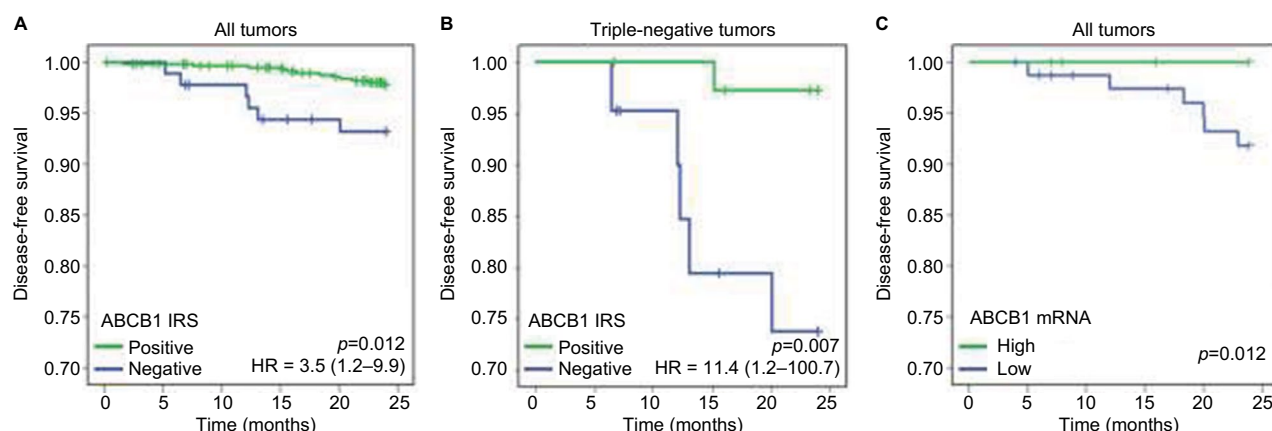 A
All tumors
Disease-free survival
1.00
0.95
0.90
0.85
0.80
0.75
0.70
ABCB1 IRS
Positive
Negative
p=0.012
HR = 3.5 (1.2–9.9)
0 5 10 15 20 25
Time (months)
B
Triple-negative tumors
Disease-free survival
1.00
0.95
0.90
0.85
0.80
0.75
0.70
ABCB1 IRS
Positive
Negative
p=0.007
HR = 11.4 (1.2–100.7)
0 5 10 15 20 25
Time (months)
C
All tumors
Disease-free survival
1.00
0.95
0.90
0.85
0.80
0.75
0.70
ABCB1 mRNA
High
Low
p=0.012
0 5 10 15 20 25
Time (months)